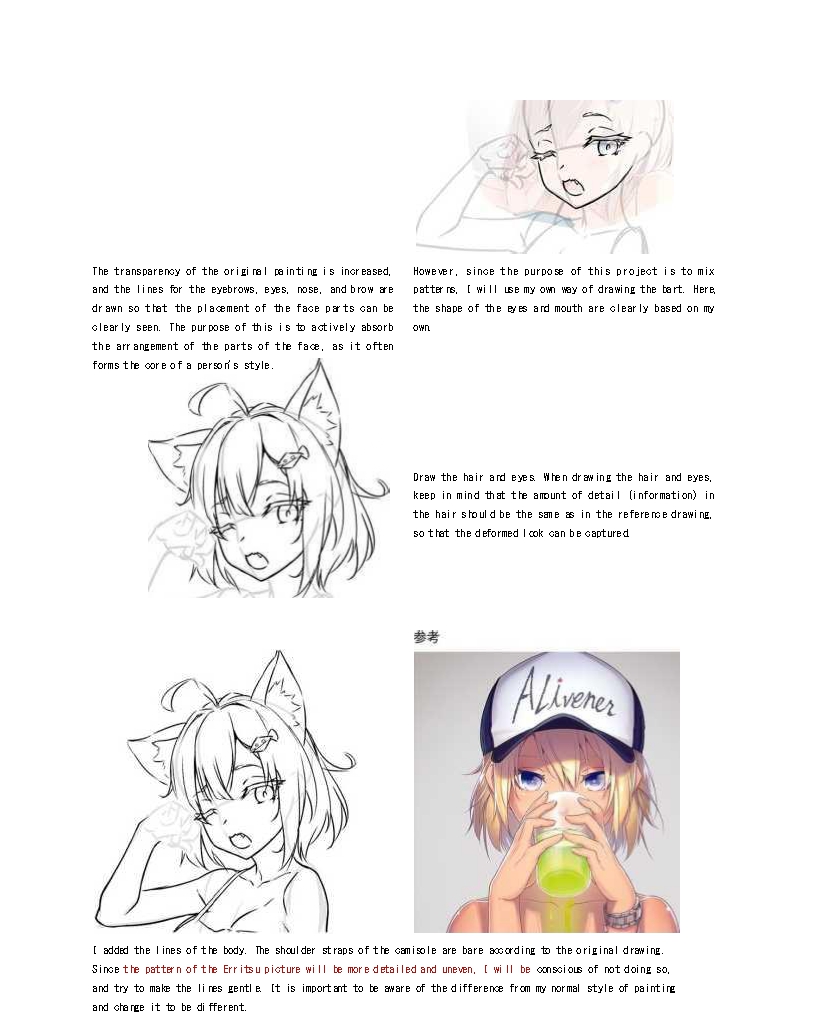 The transparency of the original painting is increased,
and the lines for the eyebrows, eyes, nose, and brow are
drawn so that the placement of the face parts can be
clearly seen. The purpose of this is to actively absorb
the arrangement of the parts of the face, as it often
forms the core of a person's style.
However, since the purpose of this project is to mix
patterns, I will use my own way of drawing the bart. Here,
the shape of the eyes and mouth are clearly based on my
own.
Draw the hair and eyes. When drawing the hair and eyes,
keep in mind that the amount of detail (information) in
the hair should be the same as in the reference drawing,
so that the deformed look can be captured.
参考
ALivener
I added the lines of the body. The shoulder straps of the camisole are bare according to the original drawing.
Since the pattern of the Erritsu picture will be more detailed and uneven, I will be conscious of not doing so,
and try to make the lines gentle. It is important to be aware of the difference from my normal style of painting
and change it to be different.